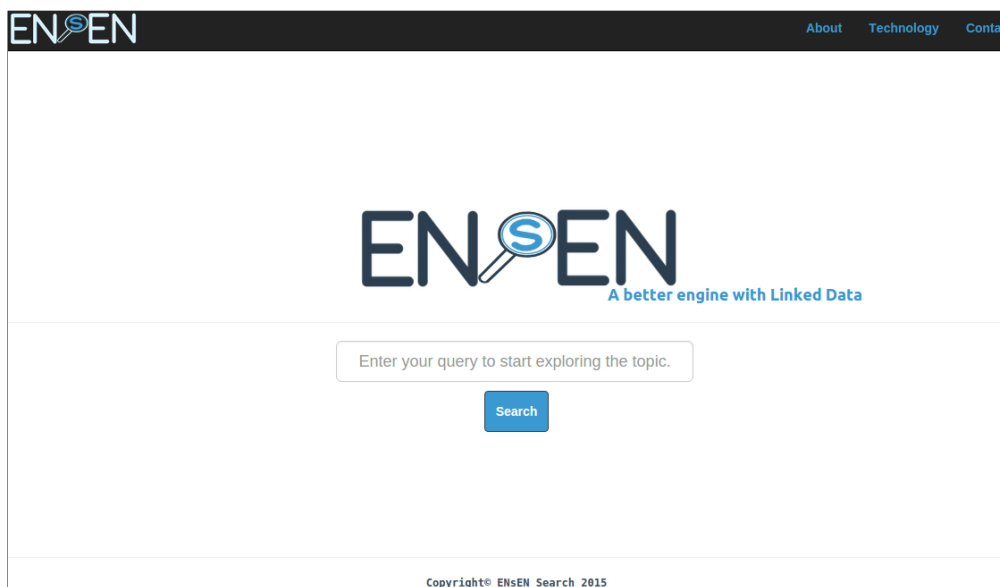 ENSEN
About Technology Conta
ENSEN
A better engine with Linked Data
Enter your query to start exploring the topic.
Search
Copyright© ENsEN Search 2015